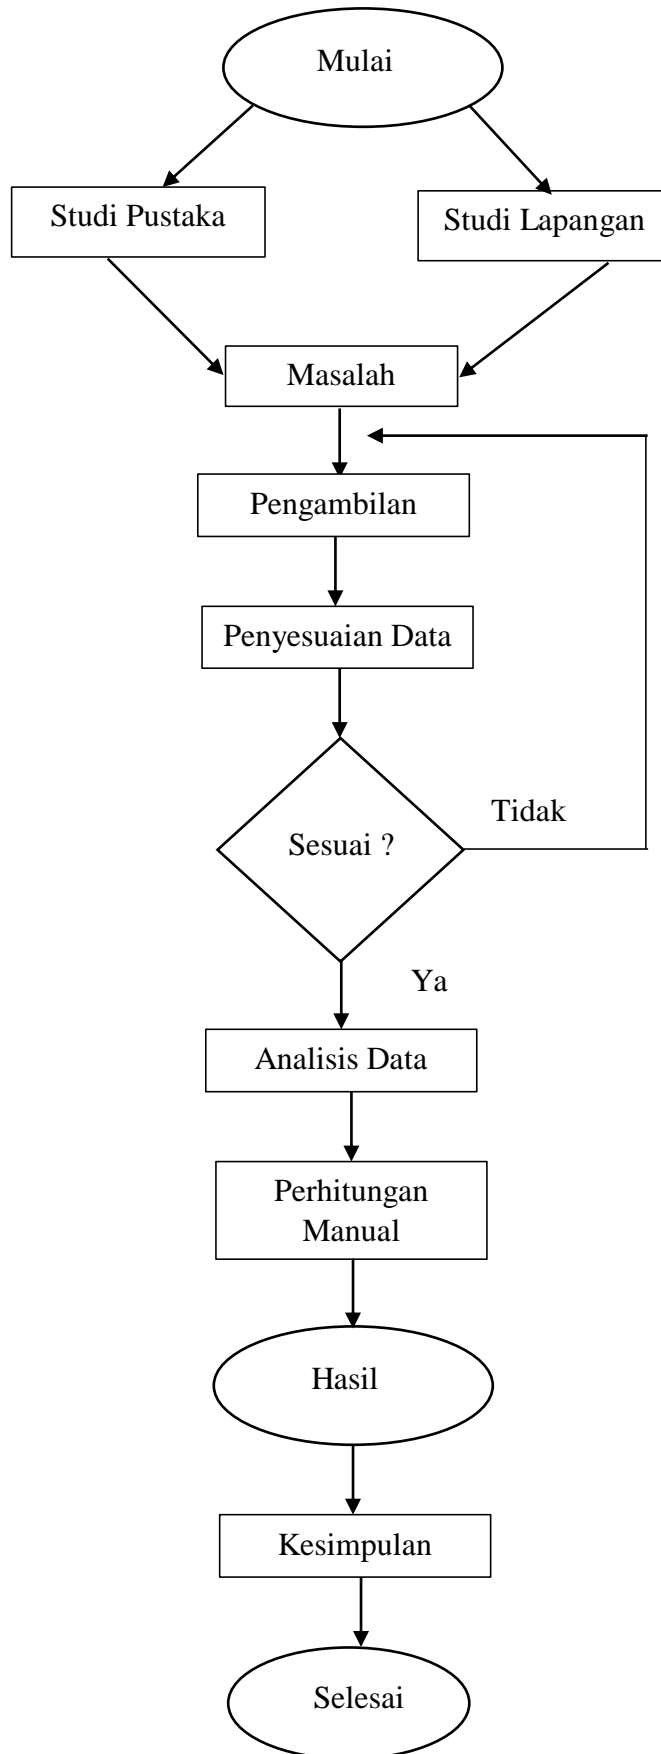 Mulai
Studi Pustaka
Studi Lapangan
Masalah
Pengambilan
Penyesuaian Data
Sesuai ?
Tidak
Ya
Analisis Data
Perhitungan
Manual
Hasil
Kesimpulan
Selesai